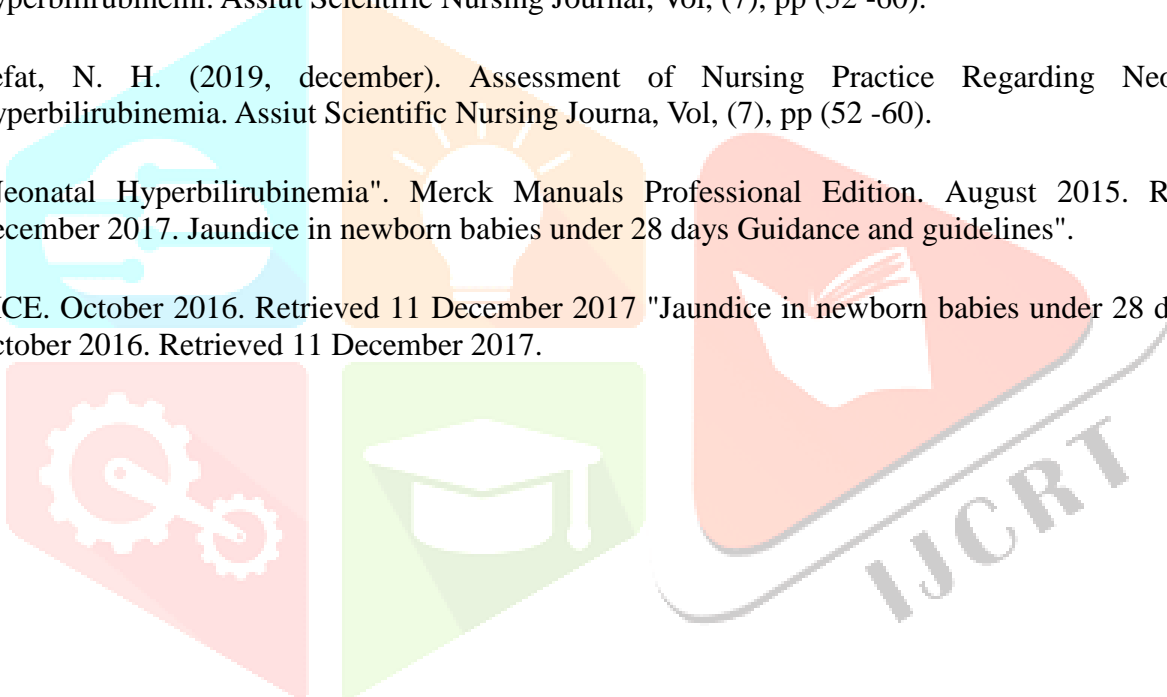 yperbilirubinemi. Assiut Scientific Nursing Journal, Vol, (7), pp (52 -60).
efat, N. H. (2019, december). Assessment of Nursing Practice Regarding Neo
yperbilirubinemia. Assiut Scientific Nursing Journa, Vol, (7), pp (52 -60).
Neonatal Hyperbilirubinemia". Merck Manuals Professional Edition. August 2015. R
ecember 2017. Jaundice in newborn babies under 28 days Guidance and guidelines".
ICE. October 2016. Retrieved 11 December 2017 "Jaundice in newborn babies under 28 d
ctober 2016. Retrieved 11 December 2017.
IJCRT